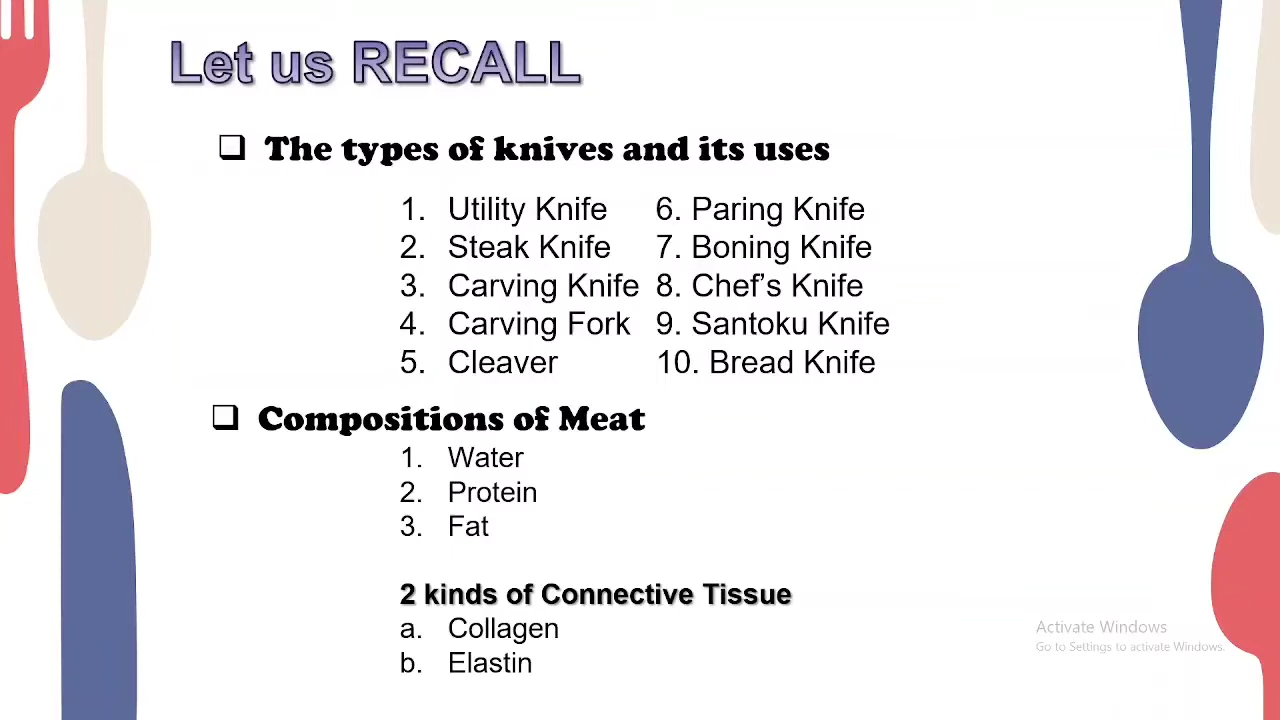 Let us RECALL
❑ The types of knives and its uses
1. Utility Knife 6. Paring Knife
2. Steak Knife 7. Boning Knife
3. Carving Knife 8. Chef’s Knife
4. Carving Fork 9. Santoku Knife
5. Cleaver 10. Bread Knife
❑ Compositions of Meat
1. Water
2. Protein
3. Fat
2 kinds of Connective Tissue
a. Collagen
b. Elastin
Activate Windows
Go to Settings to activate Windows.